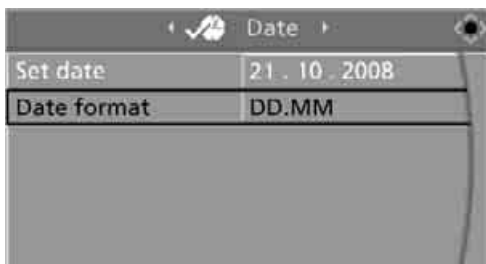 Date
Set date 21 . 10 . 2008
Date format DD.MM